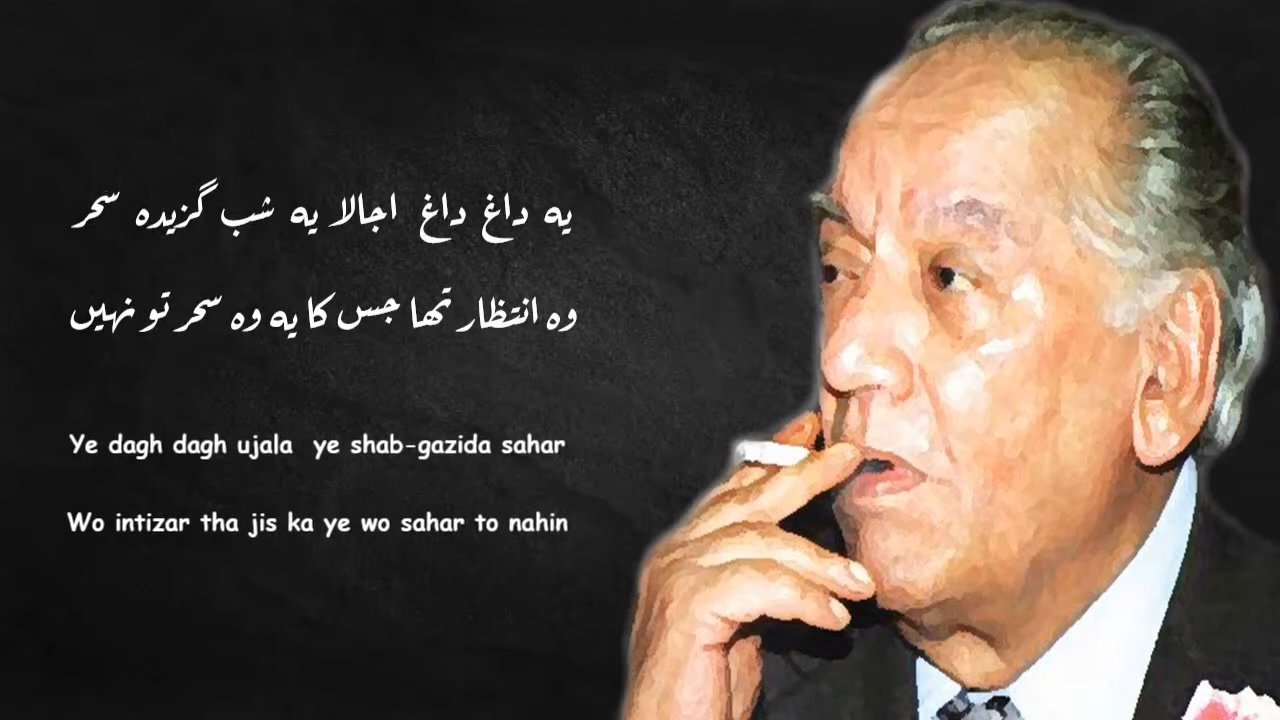 یہ داغ داغ اجالا یہ شب گزیدہ سحر
وہ انتظار تھا جس کا یہ وہ سحر تو نہیں
Ye dagh dagh ujala ye shab-gazida sahar
Wo intizar tha jis ka ye wo sahar to nahin